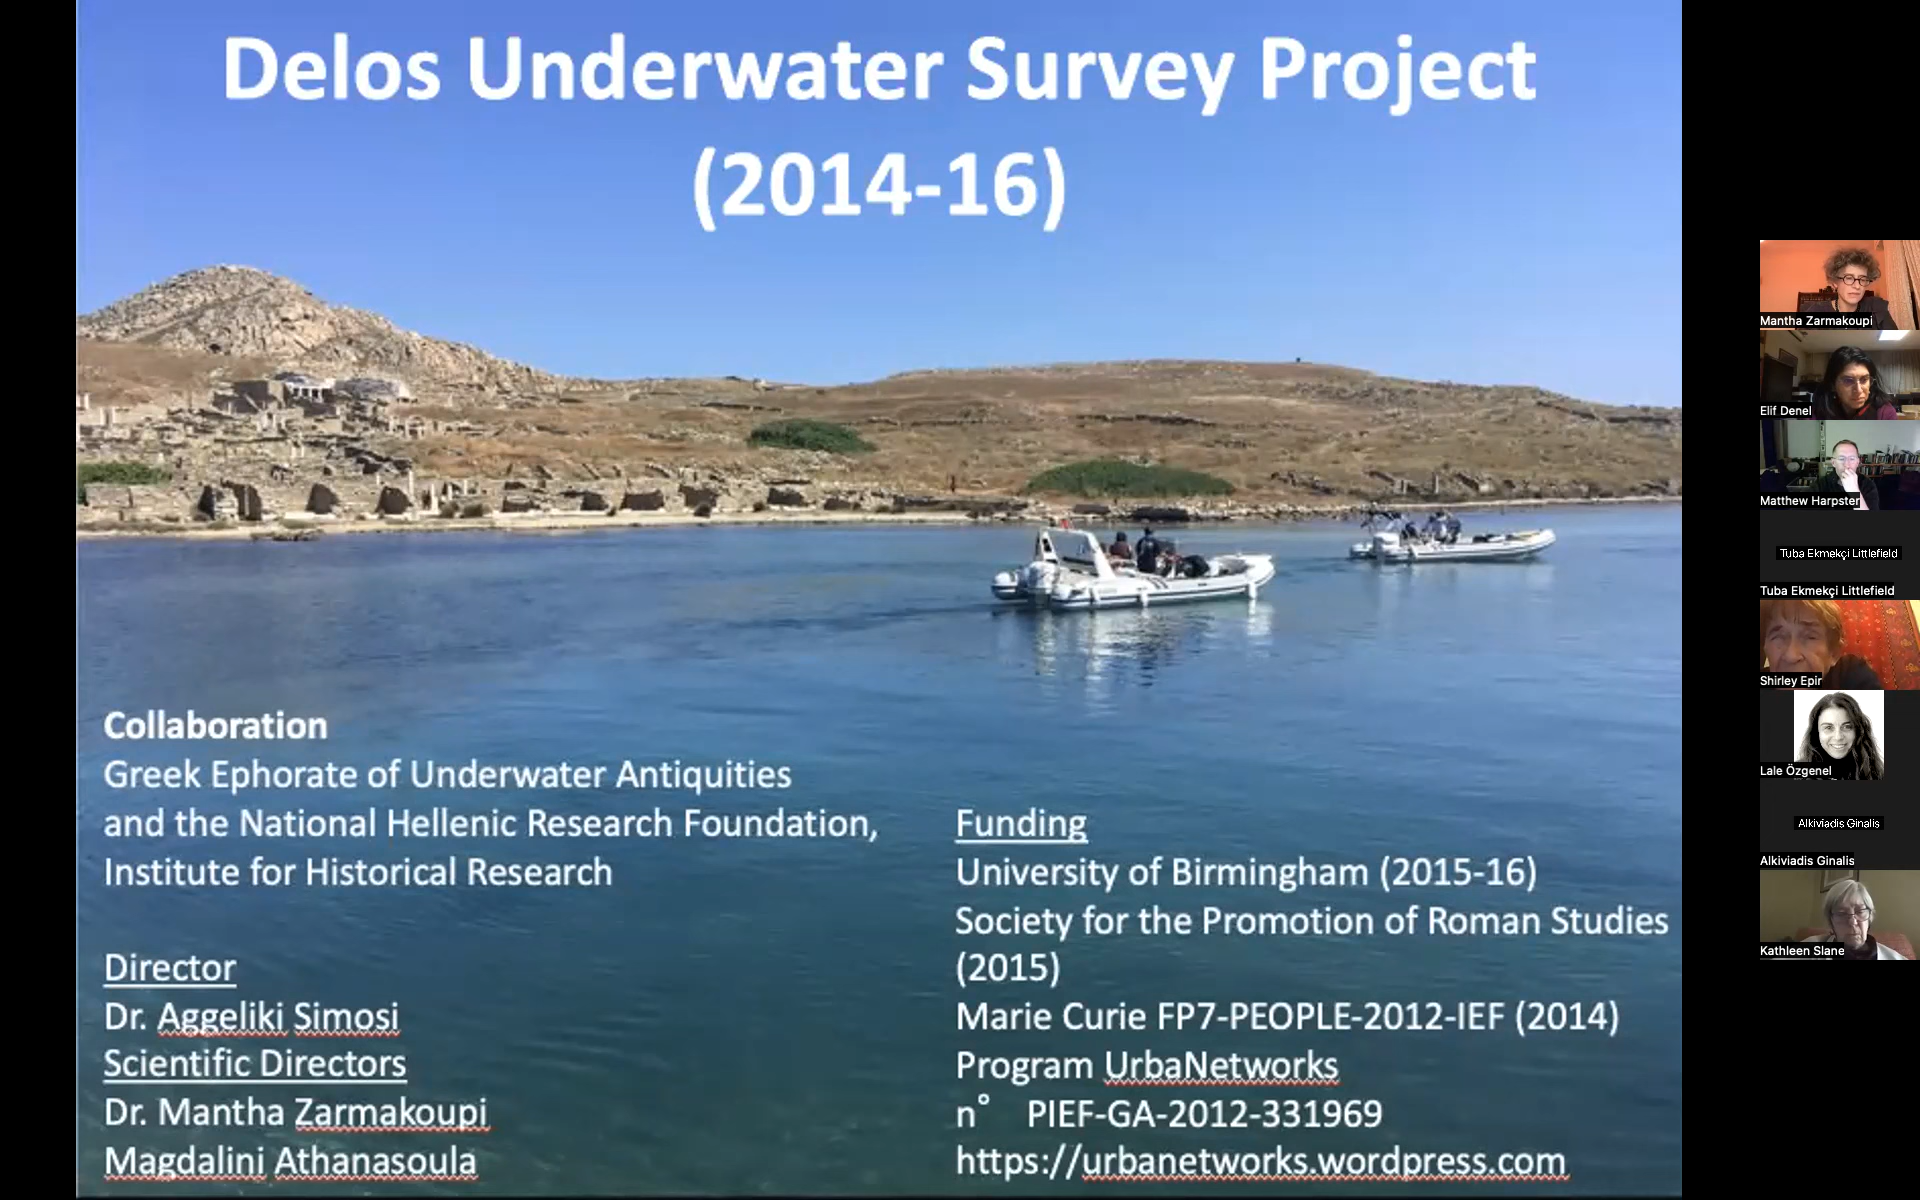 Delos Underwater Survey Project
(2014-16)
Collaboration
Greek Ephorate of Underwater Antiquities
and the National Hellenic Research Foundation,
Institute for Historical Research
Director
Dr. Aggeliki Simosi
Scientific Directors
Dr. Mantha Zarmakoupi
Magdalini Athanasoula
Funding
University of Birmingham (2015-16)
Society for the Promotion of Roman Studies
(2015)
Marie Curie FP7-PEOPLE-2012-IEF (2014)
Program UrbaNetworks
n° PIEF-GA-2012-331969
https://urbanetworks.wordpress.com
Mantha Zarmakoupi
Elif Denel
Matthew Harpster
Tuba Ekmekçi Littlefield
Tuba Ekmekçi Littlefield
Shirley Epir
Lale Özgenel
Alkiviadis Ginalis
Alkiviadis Ginalis
Kathleen Slane